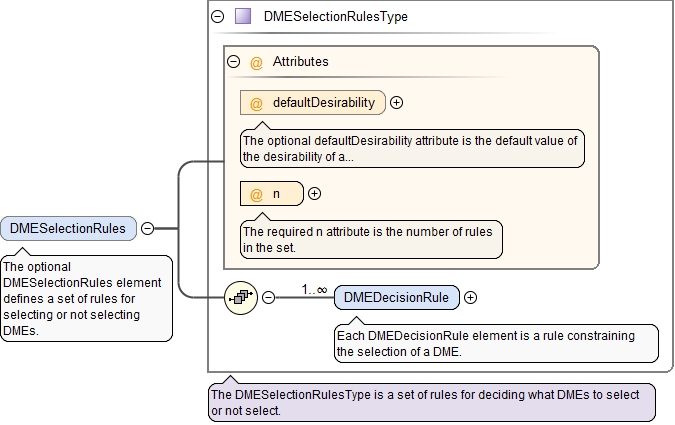 DMESelectionRulesType
@ Attributes
@ defaultDesirability
The optional defaultDesirability attribute is the default value of
the desirability of a...
@ n
The required n attribute is the number of rules
in the set.
DMESelectionRules
The optional
DMESelectionRules element
defines a set of rules for
selecting or not selecting
DMEs.
1..∞
DMEDecisionRule
Each DMEDecisionRule element is a rule constraining
the selection of a DME.
The DMESelectionRulesType is a set of rules for deciding what DMEs to select
or not select.